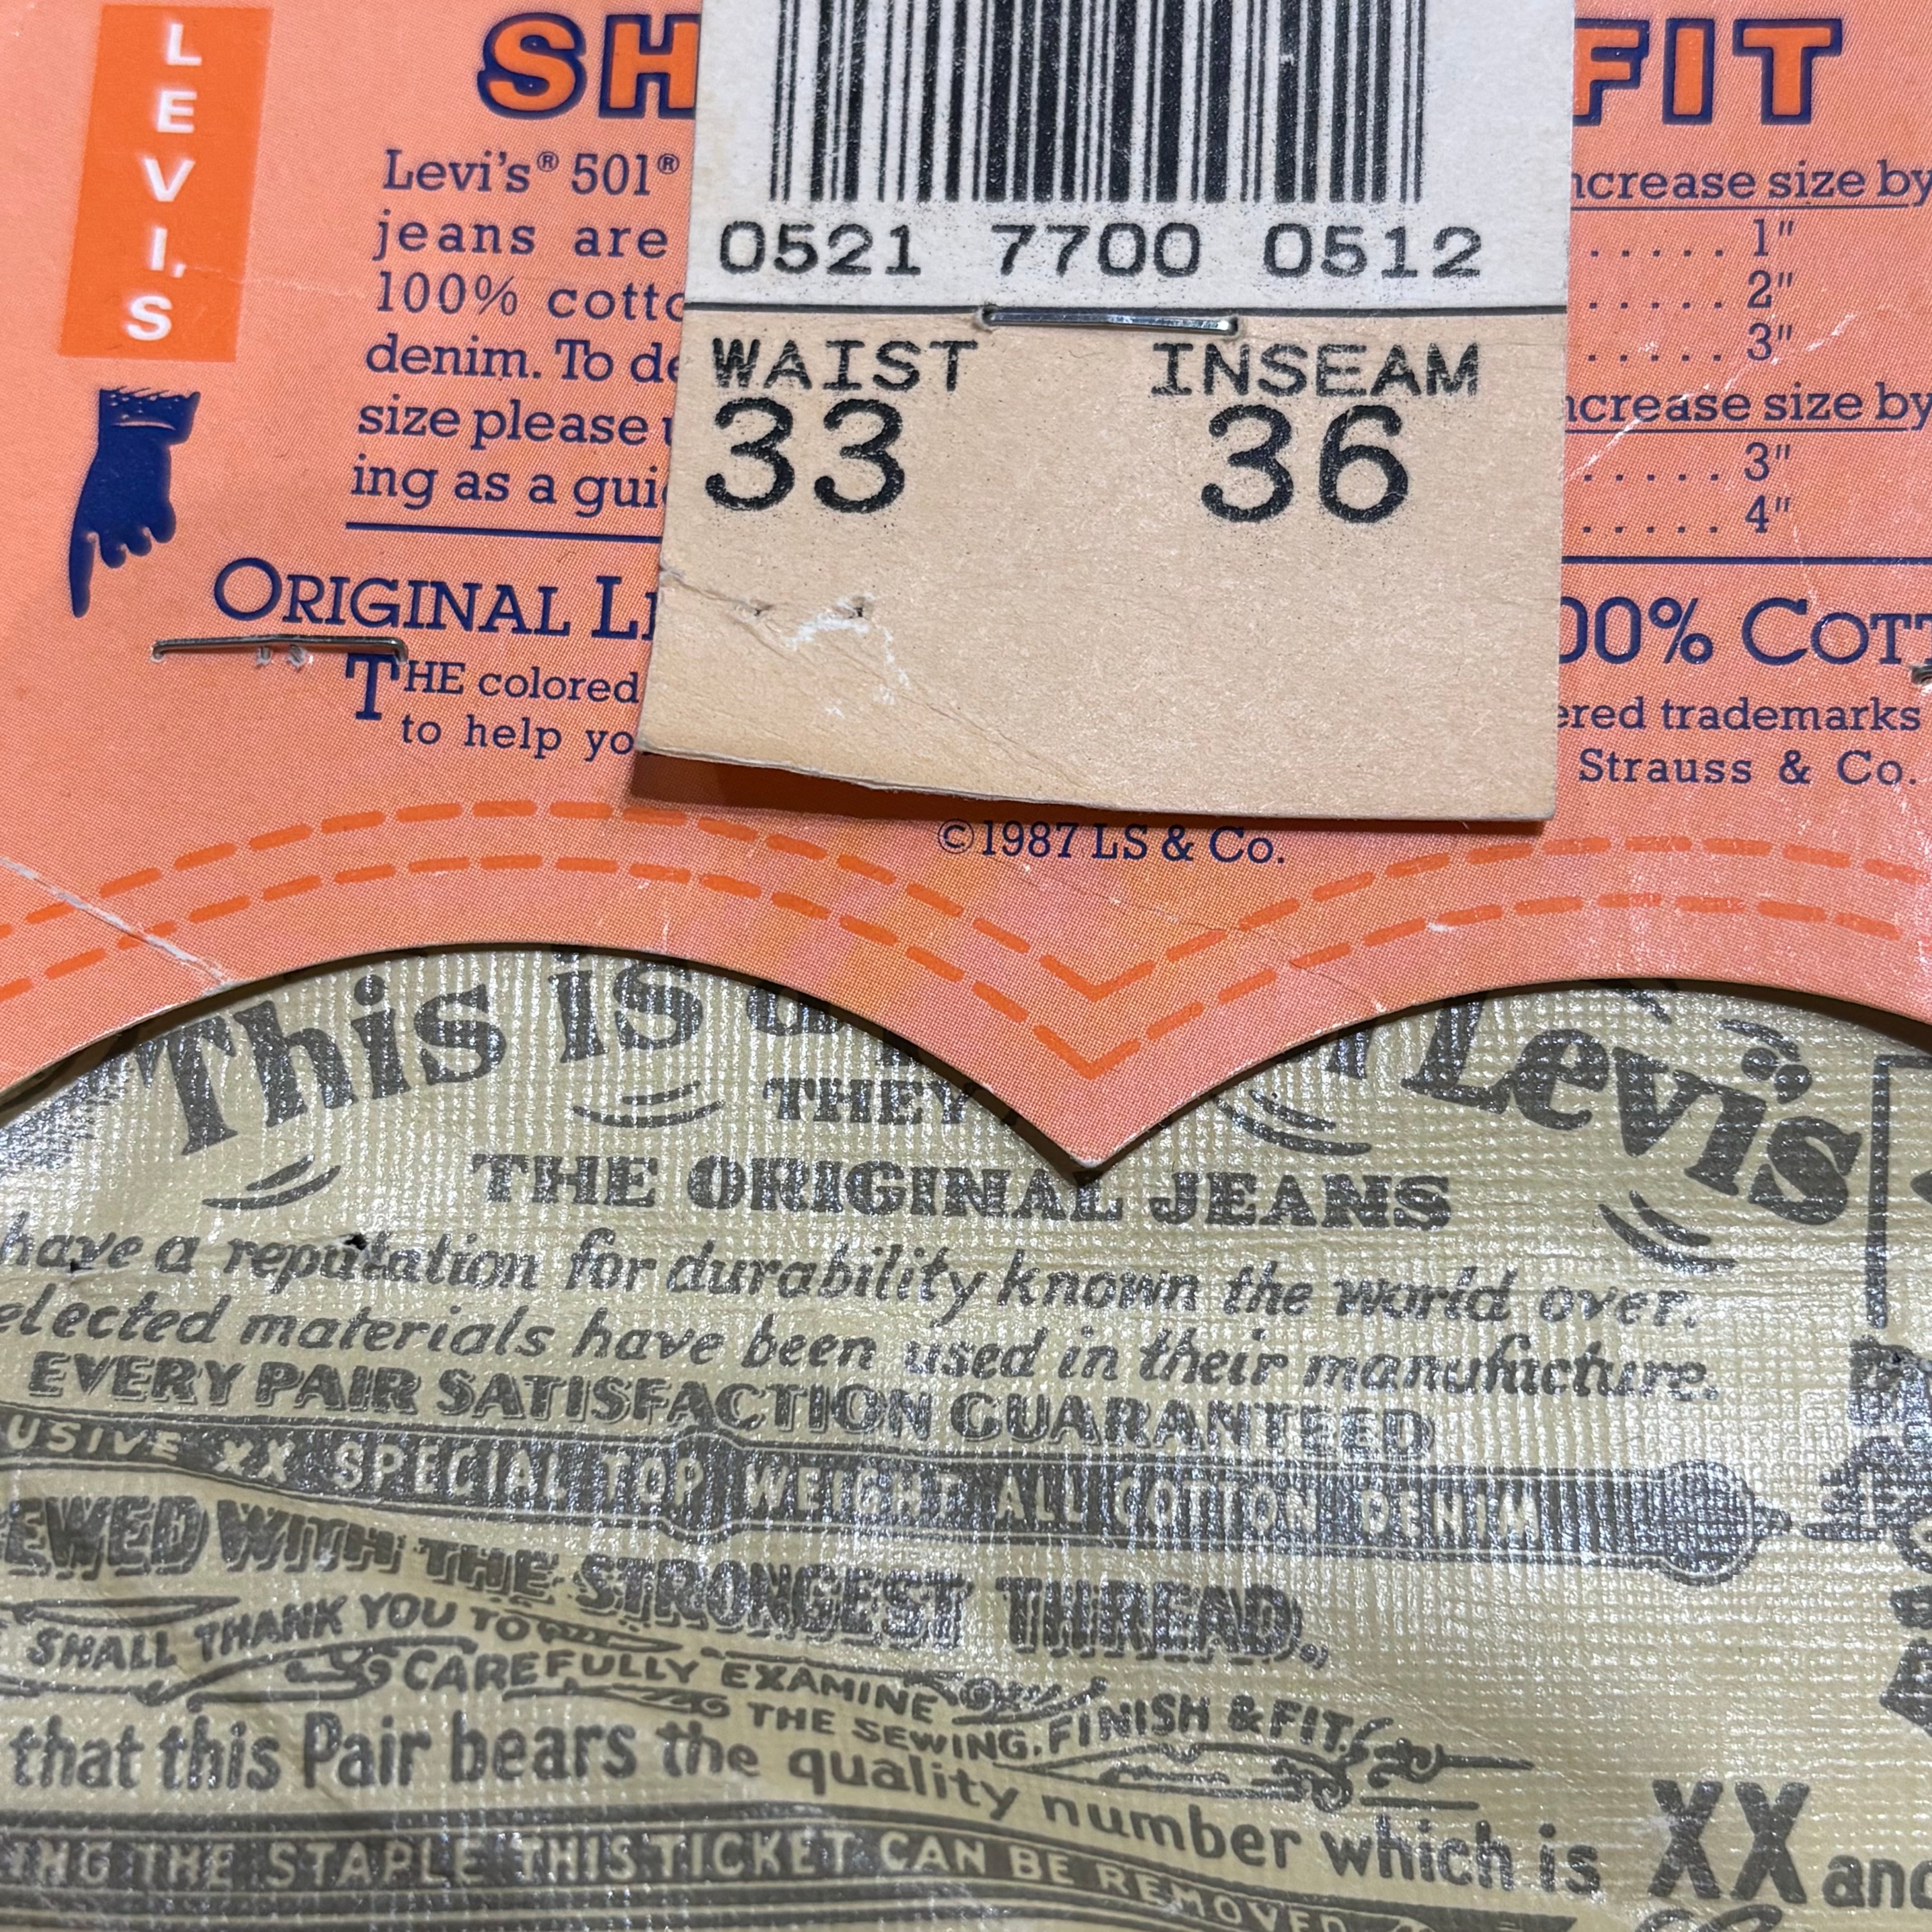 LEVI'S
SH
FIT
Levi's® 501®
jeans are
100% cotto
denim. To de
size please u
ing as a gui
increase size by
. . . . . 1"
. . . . . 2"
. . . . . 3"
increase size by
. . . . . 3"
. . . . . 4"
0521 7700 0512
WAIST INSEAM
33 36
ORIGINAL L
00% COTT
THE colored
to help yo
ered trademarks
Strauss & Co.
©1987 LS & Co.
This is a Levi's
THEY
THE ORIGINAL JEANS
have a reputation for durability known the world over.
elected materials have been used in their manufacture.
EVERY PAIR SATISFACTION GUARANTEED
USIVE XX SPECIAL TOP WEIGHT ALL COTTON DENIM
EWED WITH THE STRONGEST THREAD.
SHALL THANK YOU TO
CAREFULLY EXAMINE
THE SEWING, FINISH & FIT.
that this Pair bears the quality number which is XX and
ING THE STAPLE THIS TICKET CAN BE REMOVED